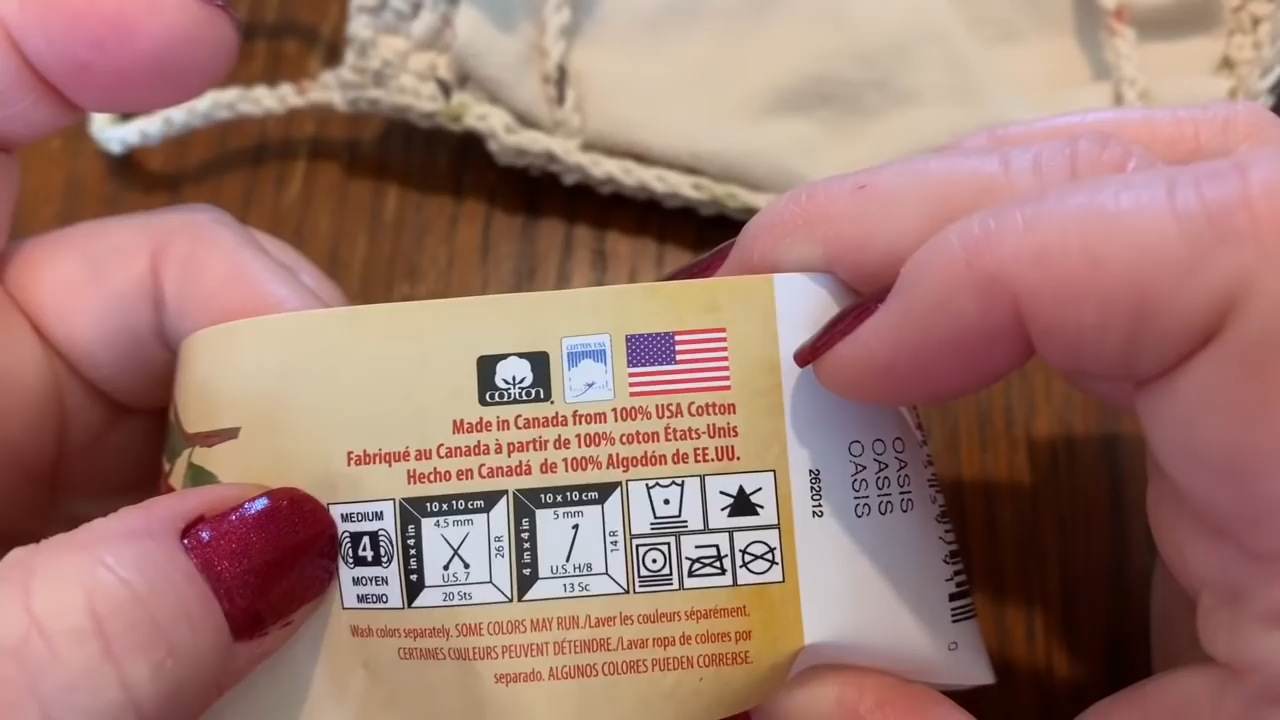 COTTON USA
cotton
Made in Canada from 100% USA Cotton
Fabriqué au Canada à partir de 100% coton États-Unis
Hecho en Canadá de 100% Algodón de EE.UU.
MEDIUM
4
MOYEN
MEDIO
10 x 10 cm
4 in x 4 in
4.5 mm
26 R
U.S. 7
20 Sts
10 x 10 cm
4 in x 4 in
5 mm
14 R
U.S. H/8
13 Sc
Wash colors separately. SOME COLORS MAY RUN./Laver les couleurs séparément.
CERTAINES COULEURS PEUVENT DÉTEINDRE./Lavar ropa de colores por
separado. ALGUNOS COLORES PUEDEN CORRERSE.
262012
OASIS
OASIS
OASIS
0